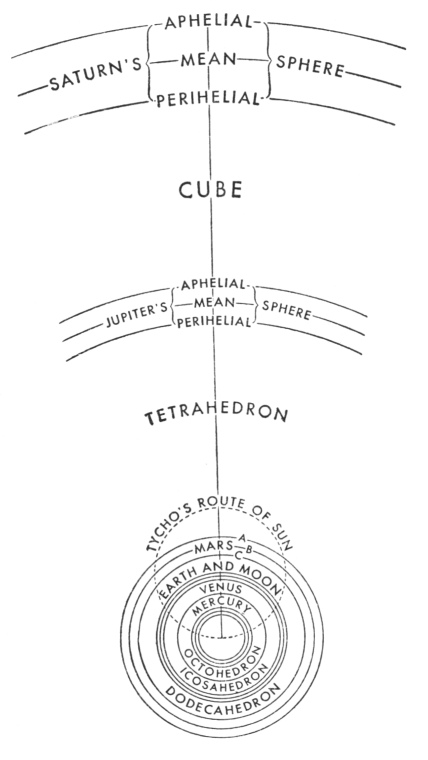 APHELIAL
SATURN'S MEAN SPHERE
PERIHELIAL
CUBE
APHELIAL
JUPITER'S MEAN SPHERE
PERIHELIAL
TETRAHEDRON
TYCHO'S ROUTE OF SUN
A
MARS B
C
EARTH AND MOON
VENUS
MERCURY
OCTOHEDRON
ICOSAHEDRON
DODECAHEDRON